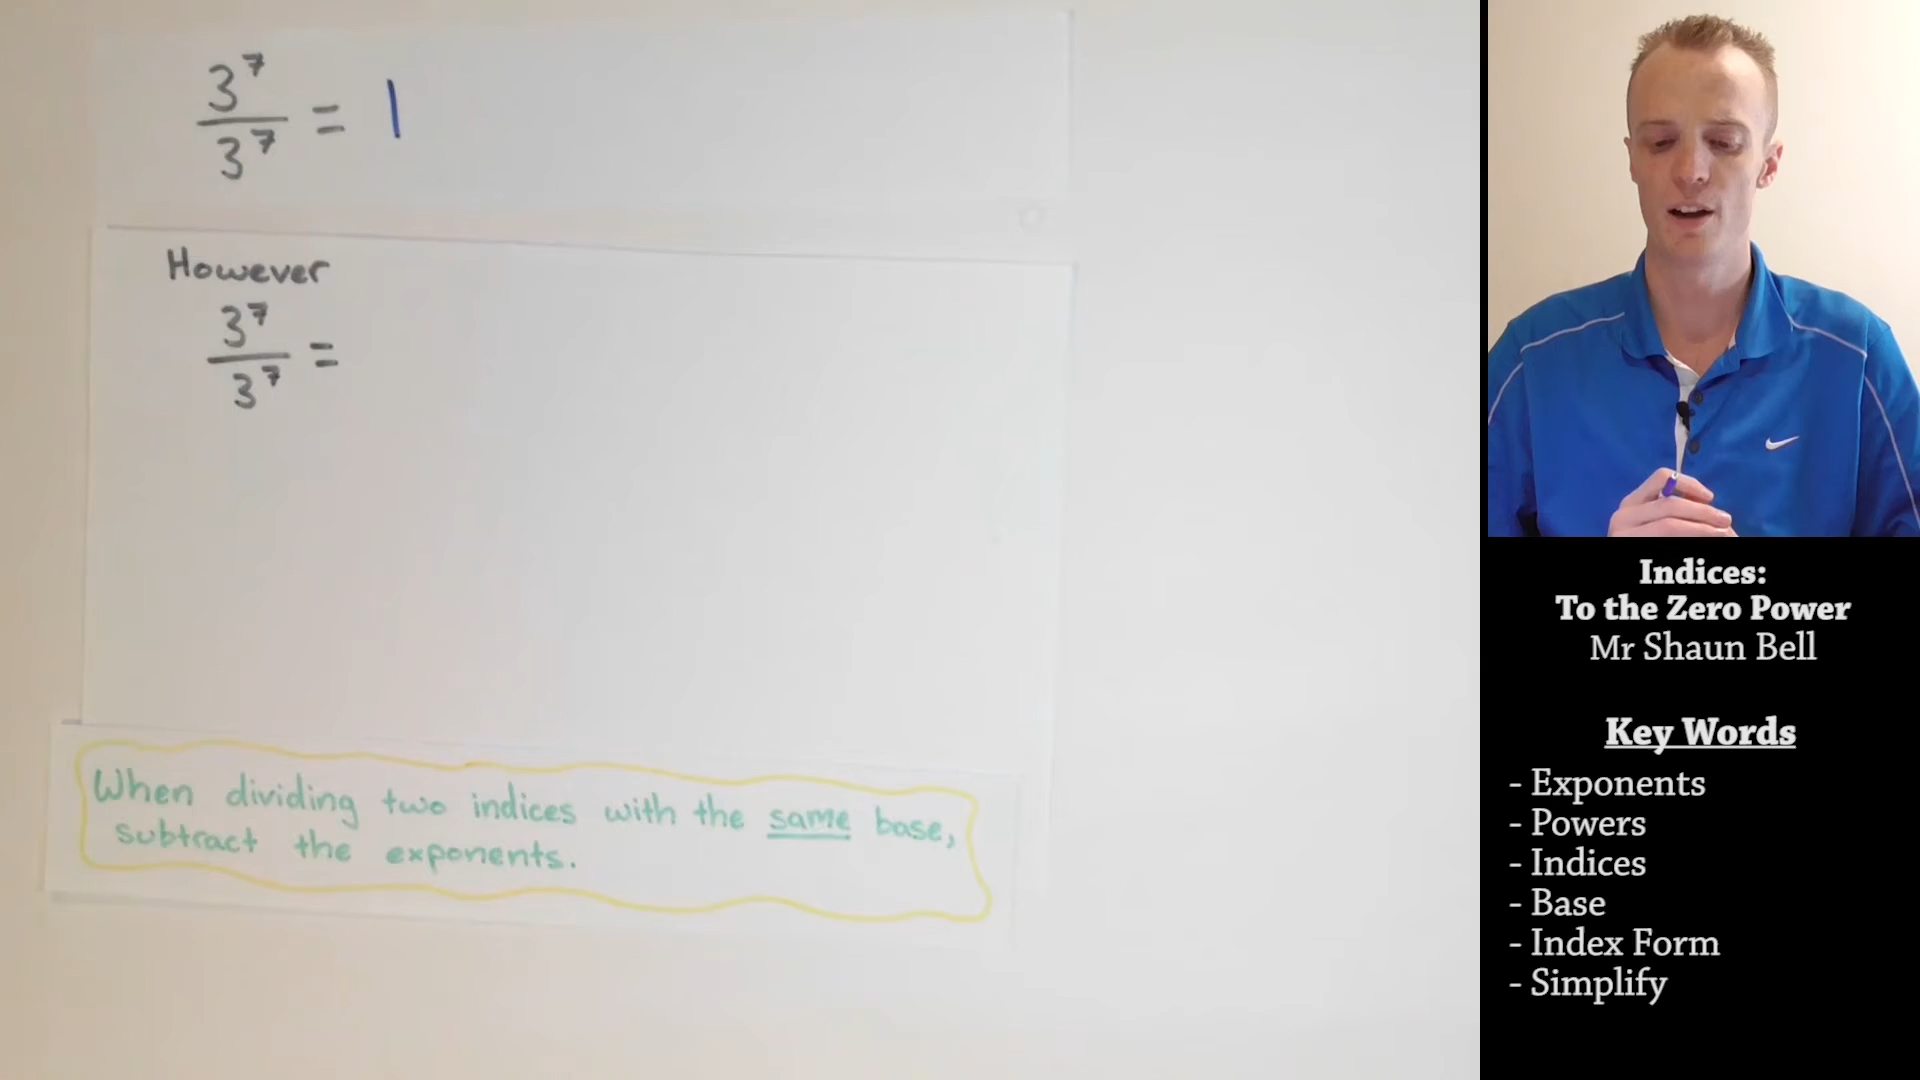 3⁷
3⁷ = 1
However
3⁷
3⁷ =
When dividing two indices with the same base,
subtract the exponents.
Indices:
To the Zero Power
Mr Shaun Bell
Key Words
- Exponents
- Powers
- Indices
- Base
- Index Form
- Simplify